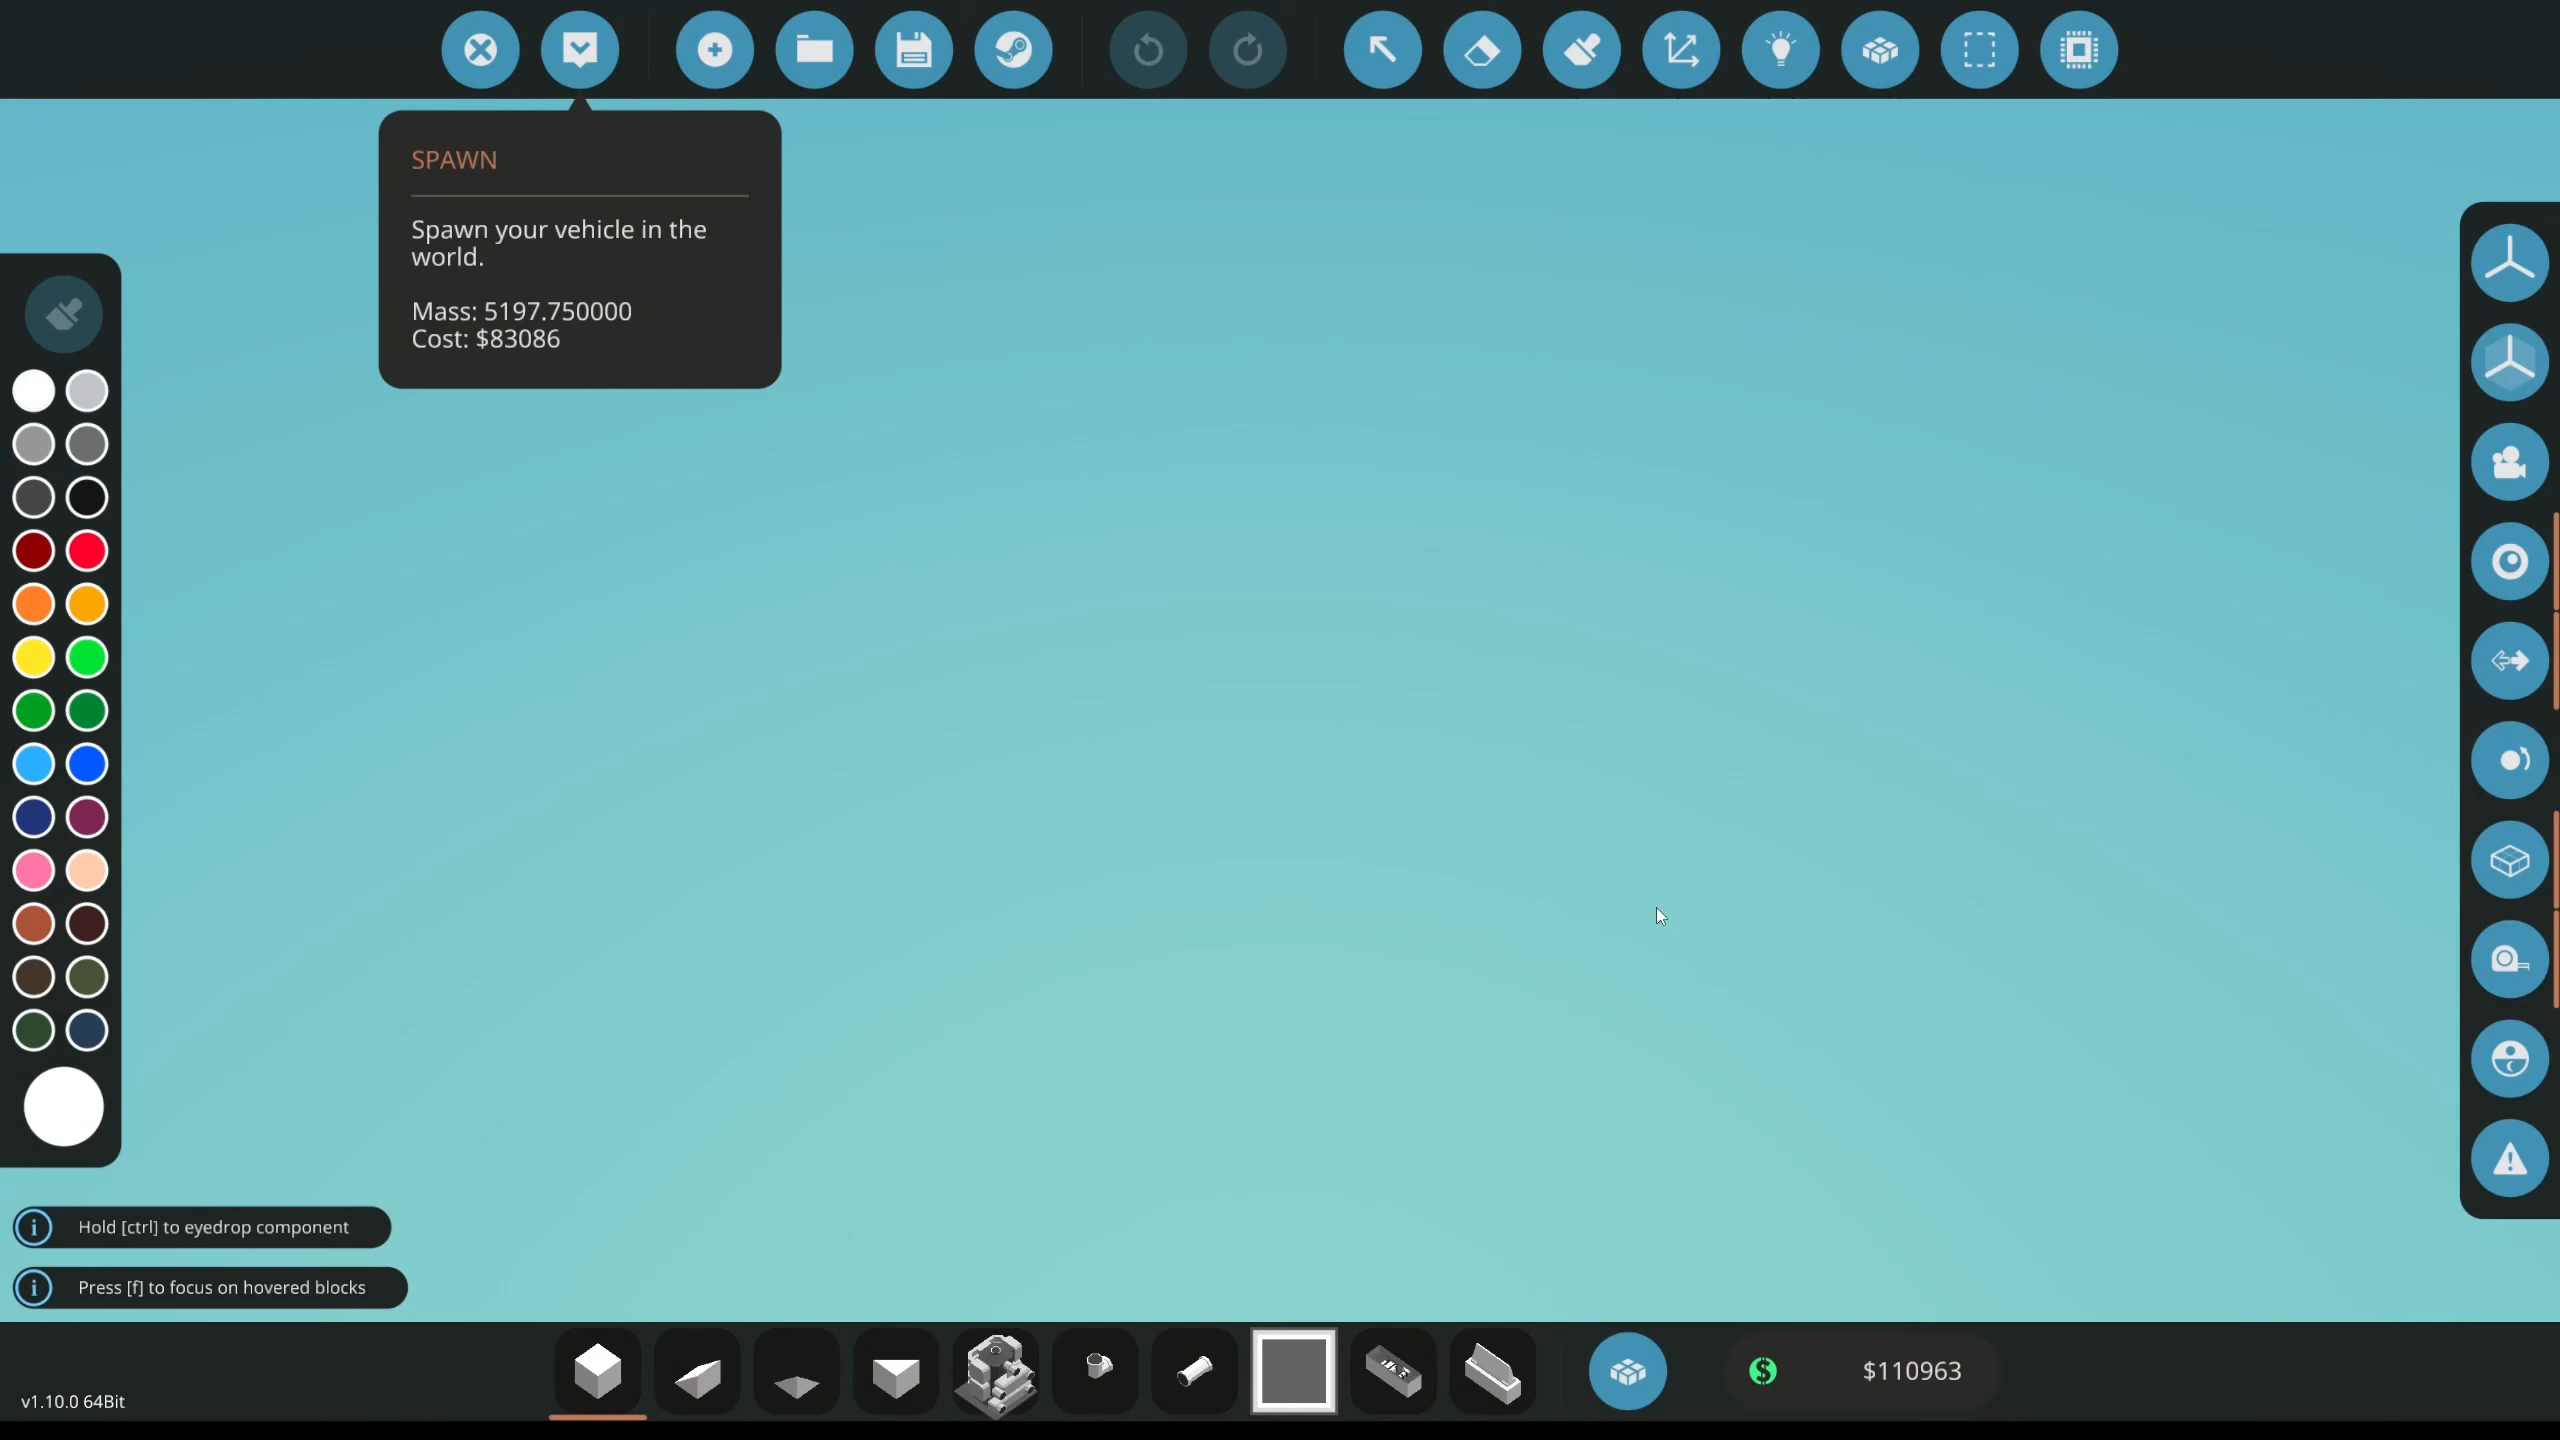 SPAWN
Spawn your vehicle in the
world.
Mass: 5197.750000
Cost: $83086
Hold [ctrl] to eyedrop component
Press [f] to focus on hovered blocks
v1.10.0 64Bit
$110963